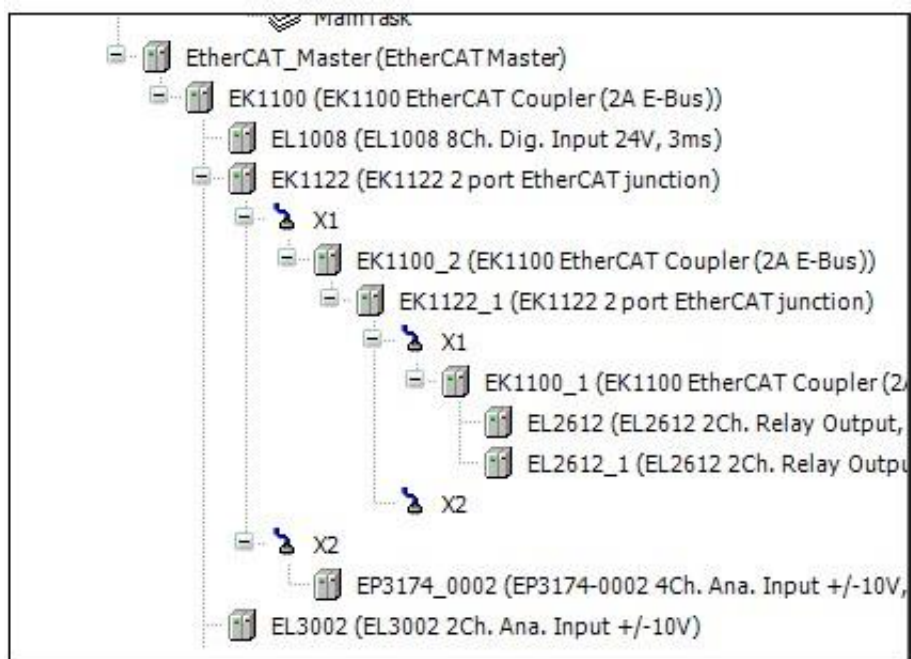 MainTask
EtherCAT_Master (EtherCAT Master)
EK1100 (EK1100 EtherCAT Coupler (2A E-Bus))
EL1008 (EL1008 8Ch. Dig. Input 24V, 3ms)
EK1122 (EK1122 2 port EtherCAT junction)
X1
EK1100_2 (EK1100 EtherCAT Coupler (2A E-Bus))
EK1122_1 (EK1122 2 port EtherCAT junction)
X1
EK1100_1 (EK1100 EtherCAT Coupler (2
EL2612 (EL2612 2Ch. Relay Output,
EL2612_1 (EL2612 2Ch. Relay Outpu
X2
X2
EP3174_0002 (EP3174-0002 4Ch. Ana. Input +/-10V,
EL3002 (EL3002 2Ch. Ana. Input +/-10V)